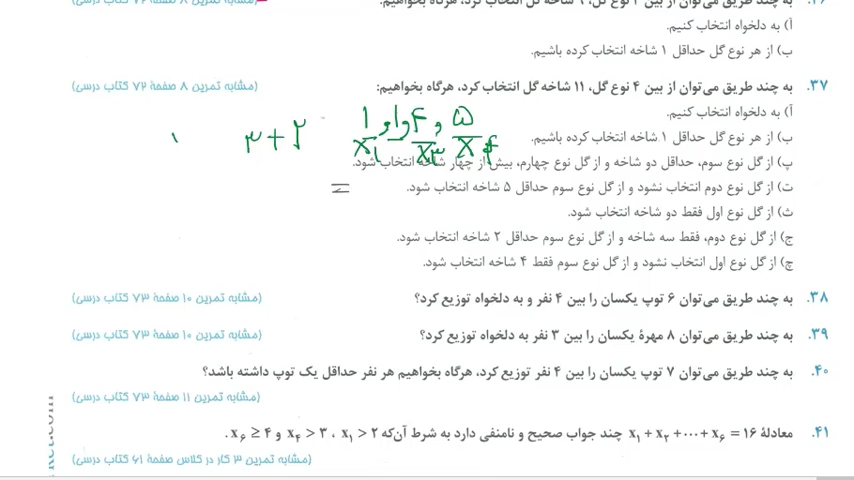 ۳۶. به چند طریق می‌توان از بین ۴ نوع گل، ۹ شاخه گل انتخاب کرد، هرگاه بخواهیم: (مشابه تمرین ۸ صفحهٔ ۷۲ کتاب درسی)
آ) به دلخواه انتخاب کنیم.
ب) از هر نوع گل حداقل ۱ شاخه انتخاب کرده باشیم.
۳۷. به چند طریق می‌توان از بین ۴ نوع گل، ۱۱ شاخه گل انتخاب کرد، هرگاه بخواهیم: (مشابه تمرین ۸ صفحهٔ ۷۲ کتاب درسی)
آ) به دلخواه انتخاب کنیم.
ب) از هر نوع گل حداقل ۱ شاخه انتخاب کرده باشیم.
پ) از گل نوع سوم، حداقل دو شاخه و از گل نوع چهارم، بیش از چهار شاخه انتخاب شود.
ت) از گل نوع دوم انتخاب نشود و از گل نوع سوم حداقل ۵ شاخه انتخاب شود.
ث) از گل نوع اول فقط دو شاخه انتخاب شود.
ج) از گل نوع دوم، فقط سه شاخه و از گل نوع سوم حداقل ۲ شاخه انتخاب شود.
چ) از گل نوع اول انتخاب نشود و از گل نوع سوم فقط ۴ شاخه انتخاب شود.
۳۸. به چند طریق می‌توان ۶ توپ یکسان را بین ۴ نفر و به دلخواه توزیع کرد؟ (مشابه تمرین ۱۰ صفحهٔ ۷۳ کتاب درسی)
۳۹. به چند طریق می‌توان ۸ مهرهٔ یکسان را بین ۳ نفر به دلخواه توزیع کرد؟ (مشابه تمرین ۱۰ صفحهٔ ۷۳ کتاب درسی)
۴۰. به چند طریق می‌توان ۷ توپ یکسان را بین ۴ نفر توزیع کرد، هرگاه بخواهیم هر نفر حداقل یک توپ داشته باشد؟
(مشابه تمرین ۱۱ صفحهٔ ۷۳ کتاب درسی)
۴۱. معادلهٔ x₁ + x₂ + ⋯ + x₆ = ۱۶ چند جواب صحیح و نامنفی دارد به شرط آن‌که x₁ > ۲ ، x₄ > ۳ و x₆ ≥ ۴ .
(مشابه تمرین ۳ کار در کلاس صفحهٔ ۶۱ کتاب درسی)